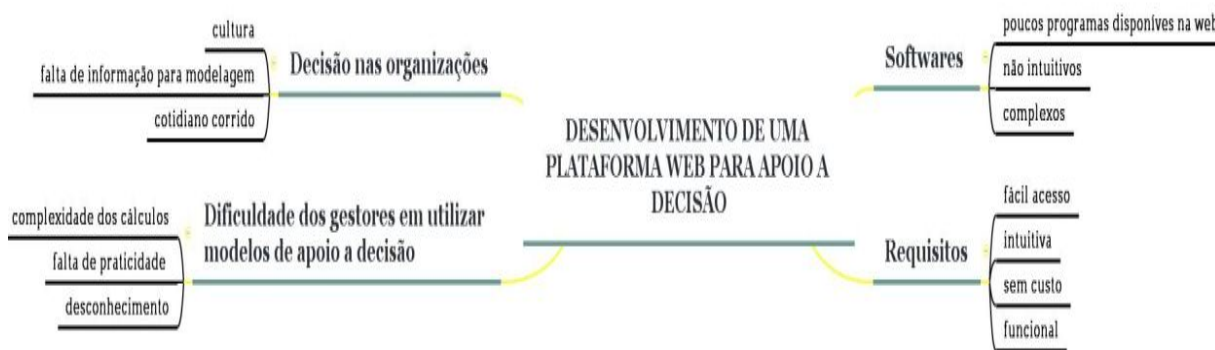 DESENVOLVIMENTO DE UMA
PLATAFORMA WEB PARA APOIO A
DECISÃO
Decisão nas organizações
cultura
falta de informação para modelagem
cotidiano corrido
Dificuldade dos gestores em utilizar
modelos de apoio a decisão
complexidade dos cálculos
falta de praticidade
desconhecimento
Softwares
poucos programas disponíves na web
não intuitivos
complexos
Requisitos
fácil acesso
intuitiva
sem custo
funcional